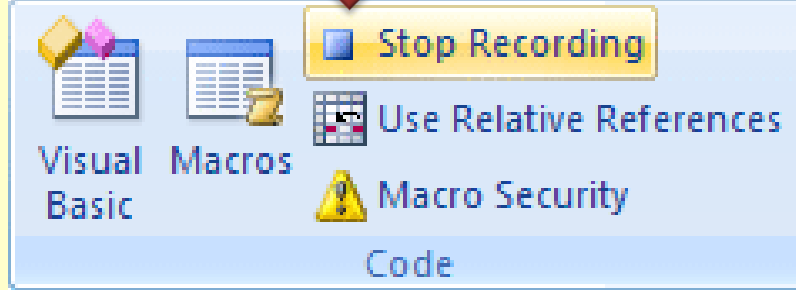 Stop Recording
Use Relative References
Visual Basic
Macros
Macro Security
Code